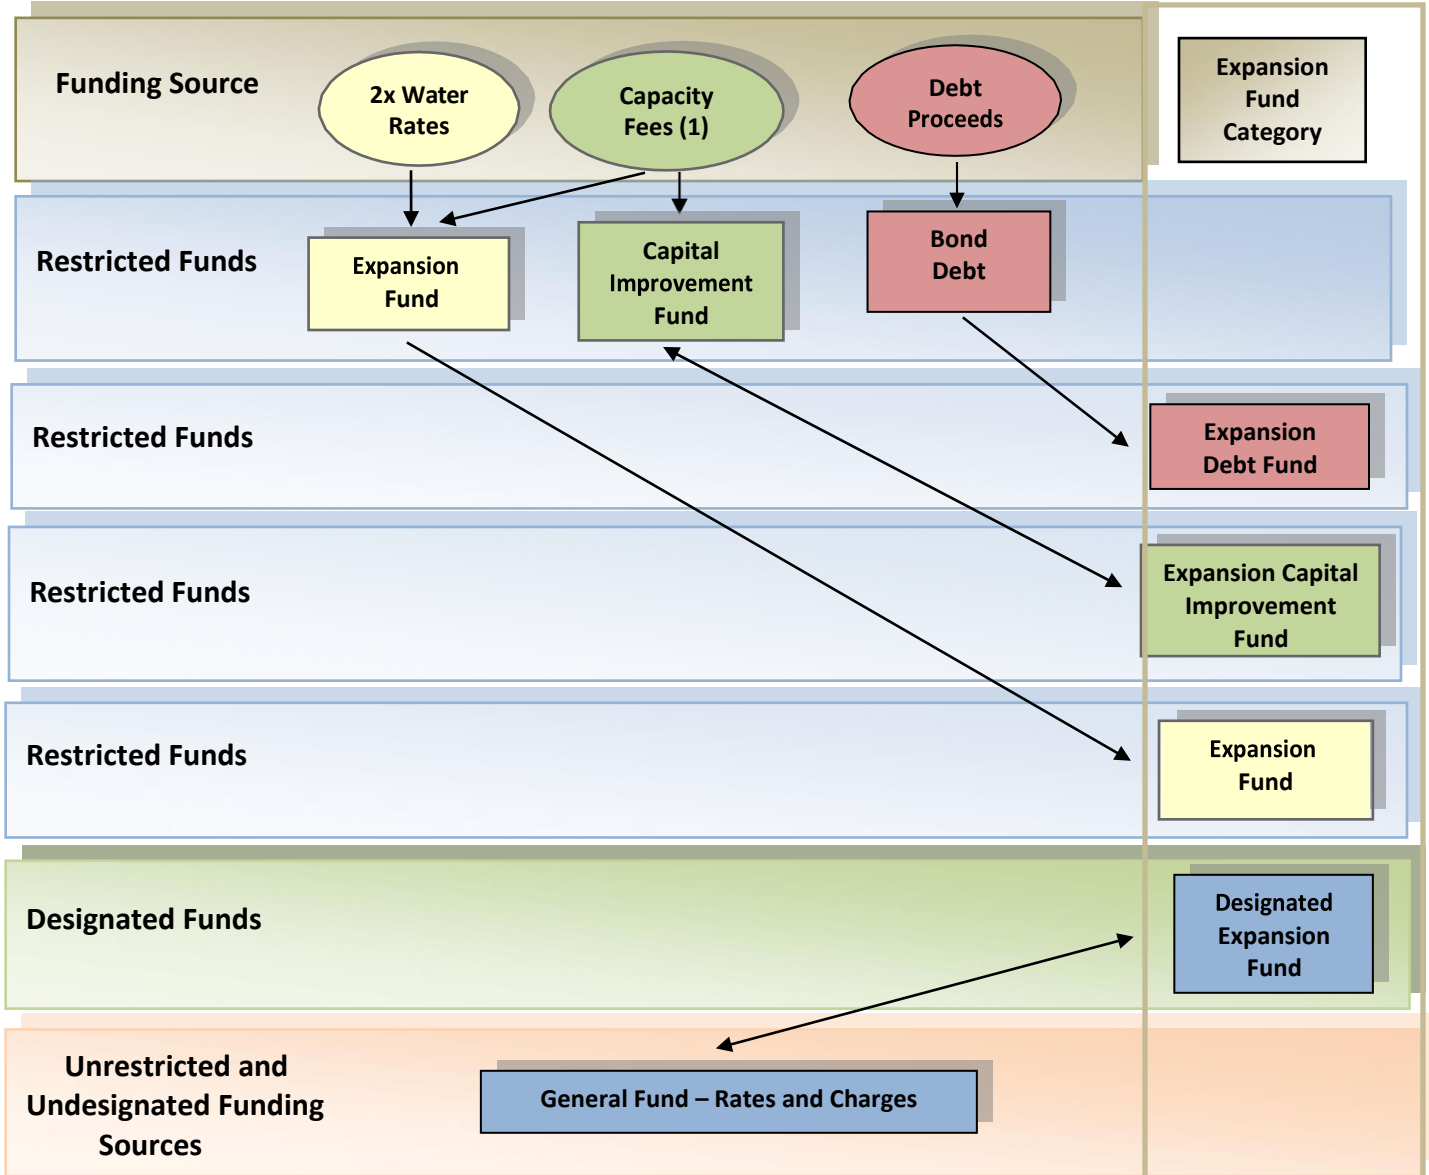 Funding Source
2x Water
Rates
Capacity
Fees (1)
Debt
Proceeds
Expansion
Fund
Category
Restricted Funds
Expansion
Fund
Capital
Improvement
Fund
Bond
Debt
Restricted Funds
Expansion
Debt Fund
Restricted Funds
Expansion Capital
Improvement
Fund
Restricted Funds
Expansion
Fund
Designated Funds
Designated
Expansion
Fund
Unrestricted and
Undesignated Funding
Sources
General Fund – Rates and Charges